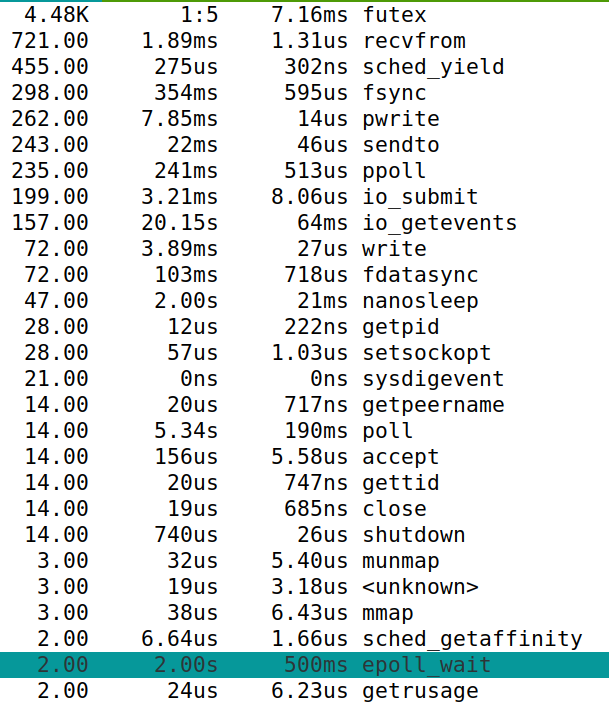 4.48K 1:5 7.16ms futex
721.00 1.89ms 1.31us recvfrom
455.00 275us 302ns sched_yield
298.00 354ms 595us fsync
262.00 7.85ms 14us pwrite
243.00 22ms 46us sendto
235.00 241ms 513us ppoll
199.00 3.21ms 8.06us io_submit
157.00 20.15s 64ms io_getevents
72.00 3.89ms 27us write
72.00 103ms 718us fdatasync
47.00 2.00s 21ms nanosleep
28.00 12us 222ns getpid
28.00 57us 1.03us setsockopt
21.00 0ns 0ns sysdigevent
14.00 20us 717ns getpeername
14.00 5.34s 190ms poll
14.00 156us 5.58us accept
14.00 20us 747ns gettid
14.00 19us 685ns close
14.00 740us 26us shutdown
3.00 32us 5.40us munmap
3.00 19us 3.18us <unknown>
3.00 38us 6.43us mmap
2.00 6.64us 1.66us sched_getaffinity
2.00 2.00s 500ms epoll_wait
2.00 24us 6.23us getrusage